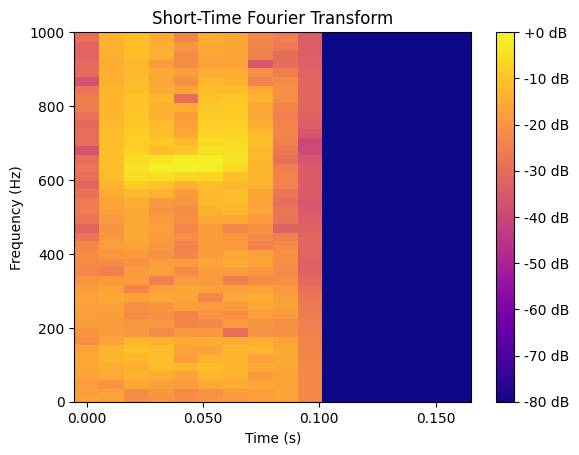 Short-Time Fourier Transform
1000
800
600
400
200
0
Frequency (Hz)
0.000
0.050
0.100
0.150
Time (s)
+0 dB
-10 dB
-20 dB
-30 dB
-40 dB
-50 dB
-60 dB
-70 dB
-80 dB